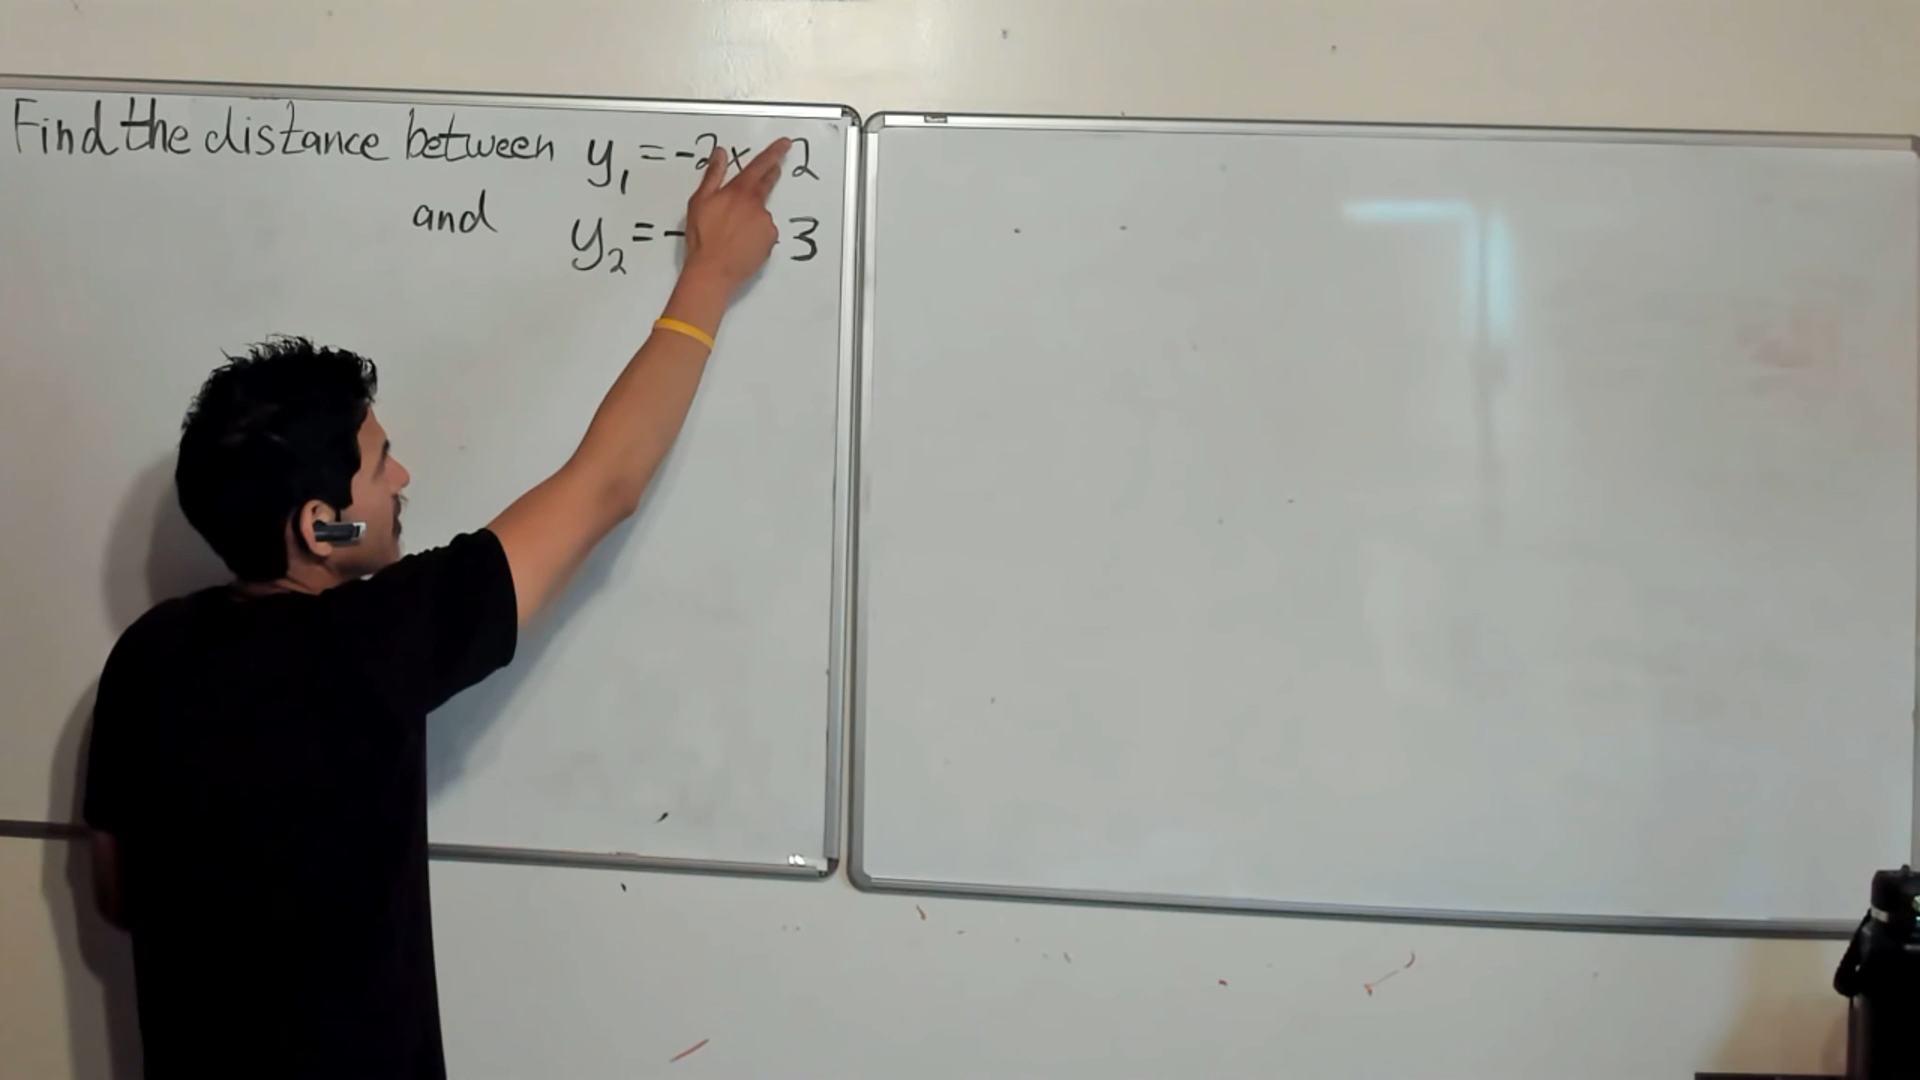 Find the distance between y₁ = -2x 2
and y₂ = - 3